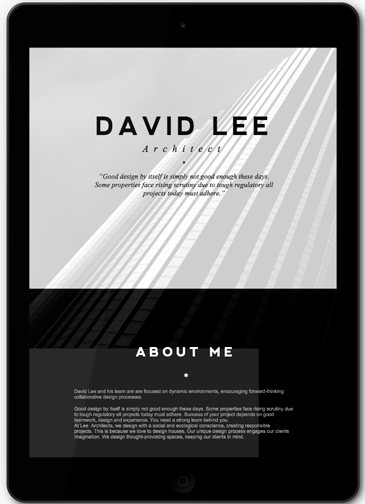 DAVID LEE
Architect
"Good design by itself is simply not good enough these days.
Some properties face rising scrutiny due to tough regulatory all
projects today must adhere."
ABOUT ME
David Lee and his team are are focused on dynamic environments, encouraging forward-thinking
collaborative design processes.
Good design by itself is simply not good enough these days. Some properties face rising scrutiny due
to tough regulatory all projects today must adhere. Success of your project depends on good
teamwork, design and experience. You need a strong team behind you.
At Lee Architects, we design with a social and ecological conscience, creating responsible
projects. This is because we love to design houses. Our unique design process engages our clients
imagination. We design thought-provoking spaces, keeping our clients in mind.